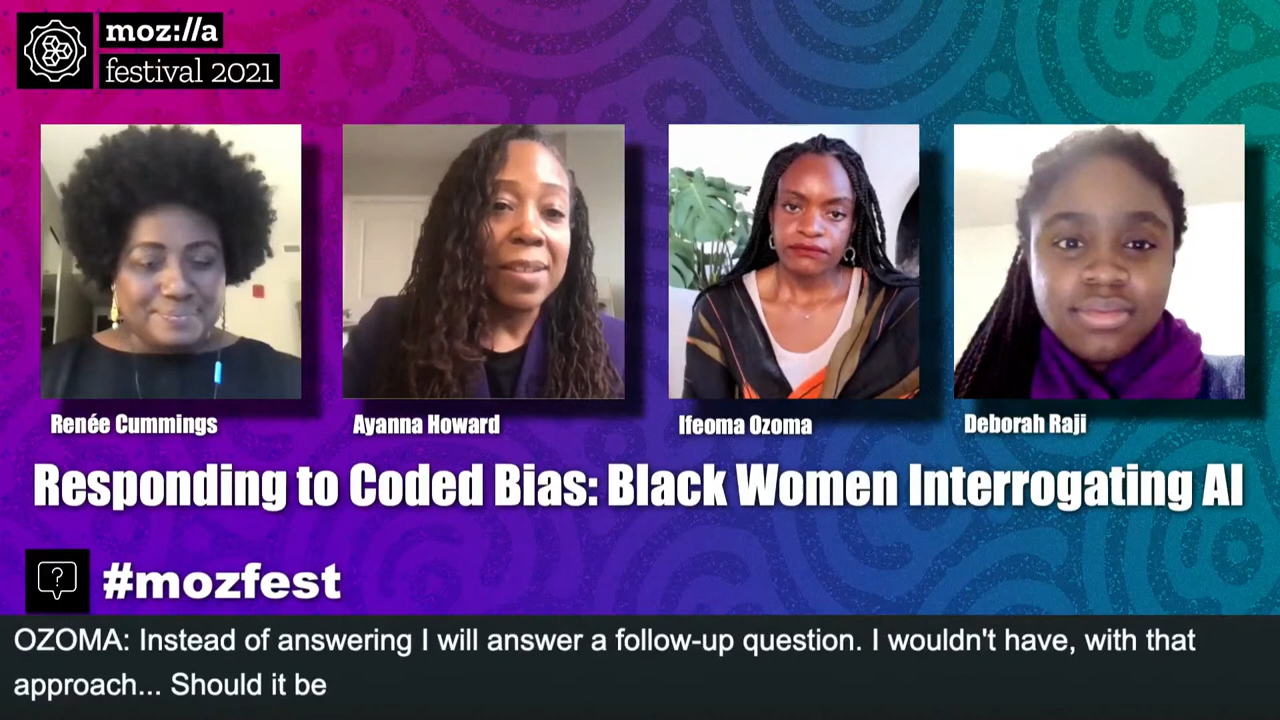 moz://a
festival 2021
Renée Cummings
Ayanna Howard
Ifeoma Ozoma
Deborah Raji
Responding to Coded Bias: Black Women Interrogating AI
?
#mozfest
OZOMA: Instead of answering I will answer a follow-up question. I wouldn't have, with that
approach... Should it be